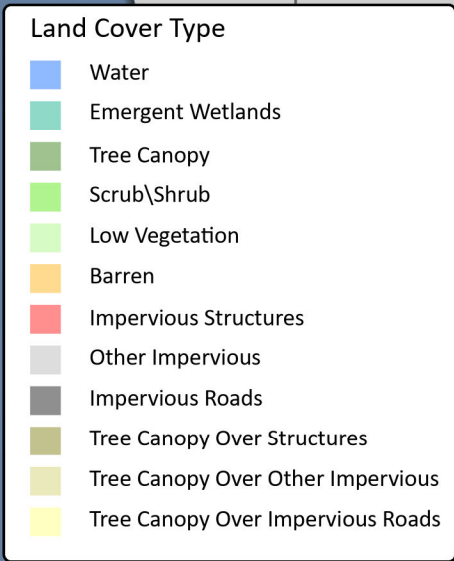 Land Cover Type
Water
Emergent Wetlands
Tree Canopy
Scrub\Shrub
Low Vegetation
Barren
Impervious Structures
Other Impervious
Impervious Roads
Tree Canopy Over Structures
Tree Canopy Over Other Impervious
Tree Canopy Over Impervious Roads